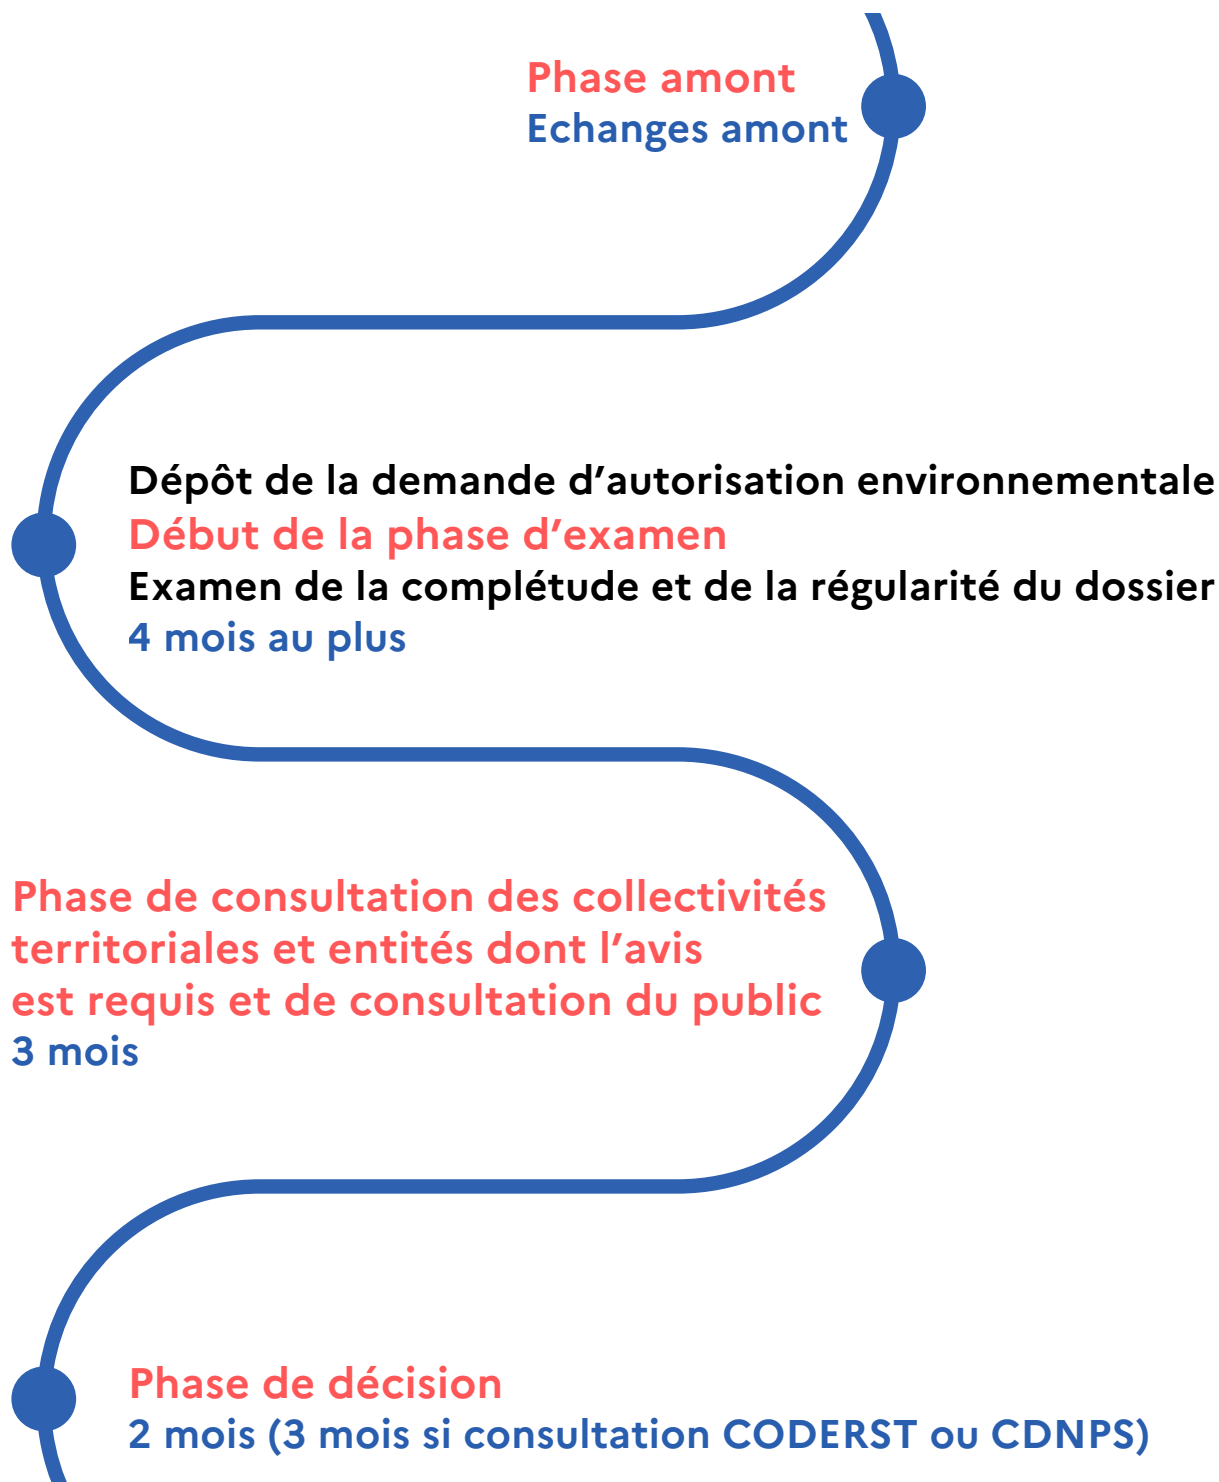 Phase amont
Echanges amont
Dépôt de la demande d’autorisation environnementale
Début de la phase d’examen
Examen de la complétude et de la régularité du dossier
4 mois au plus
Phase de consultation des collectivités
territoriales et entités dont l’avis
est requis et de consultation du public
3 mois
Phase de décision
2 mois (3 mois si consultation CODERST ou CDNPS)